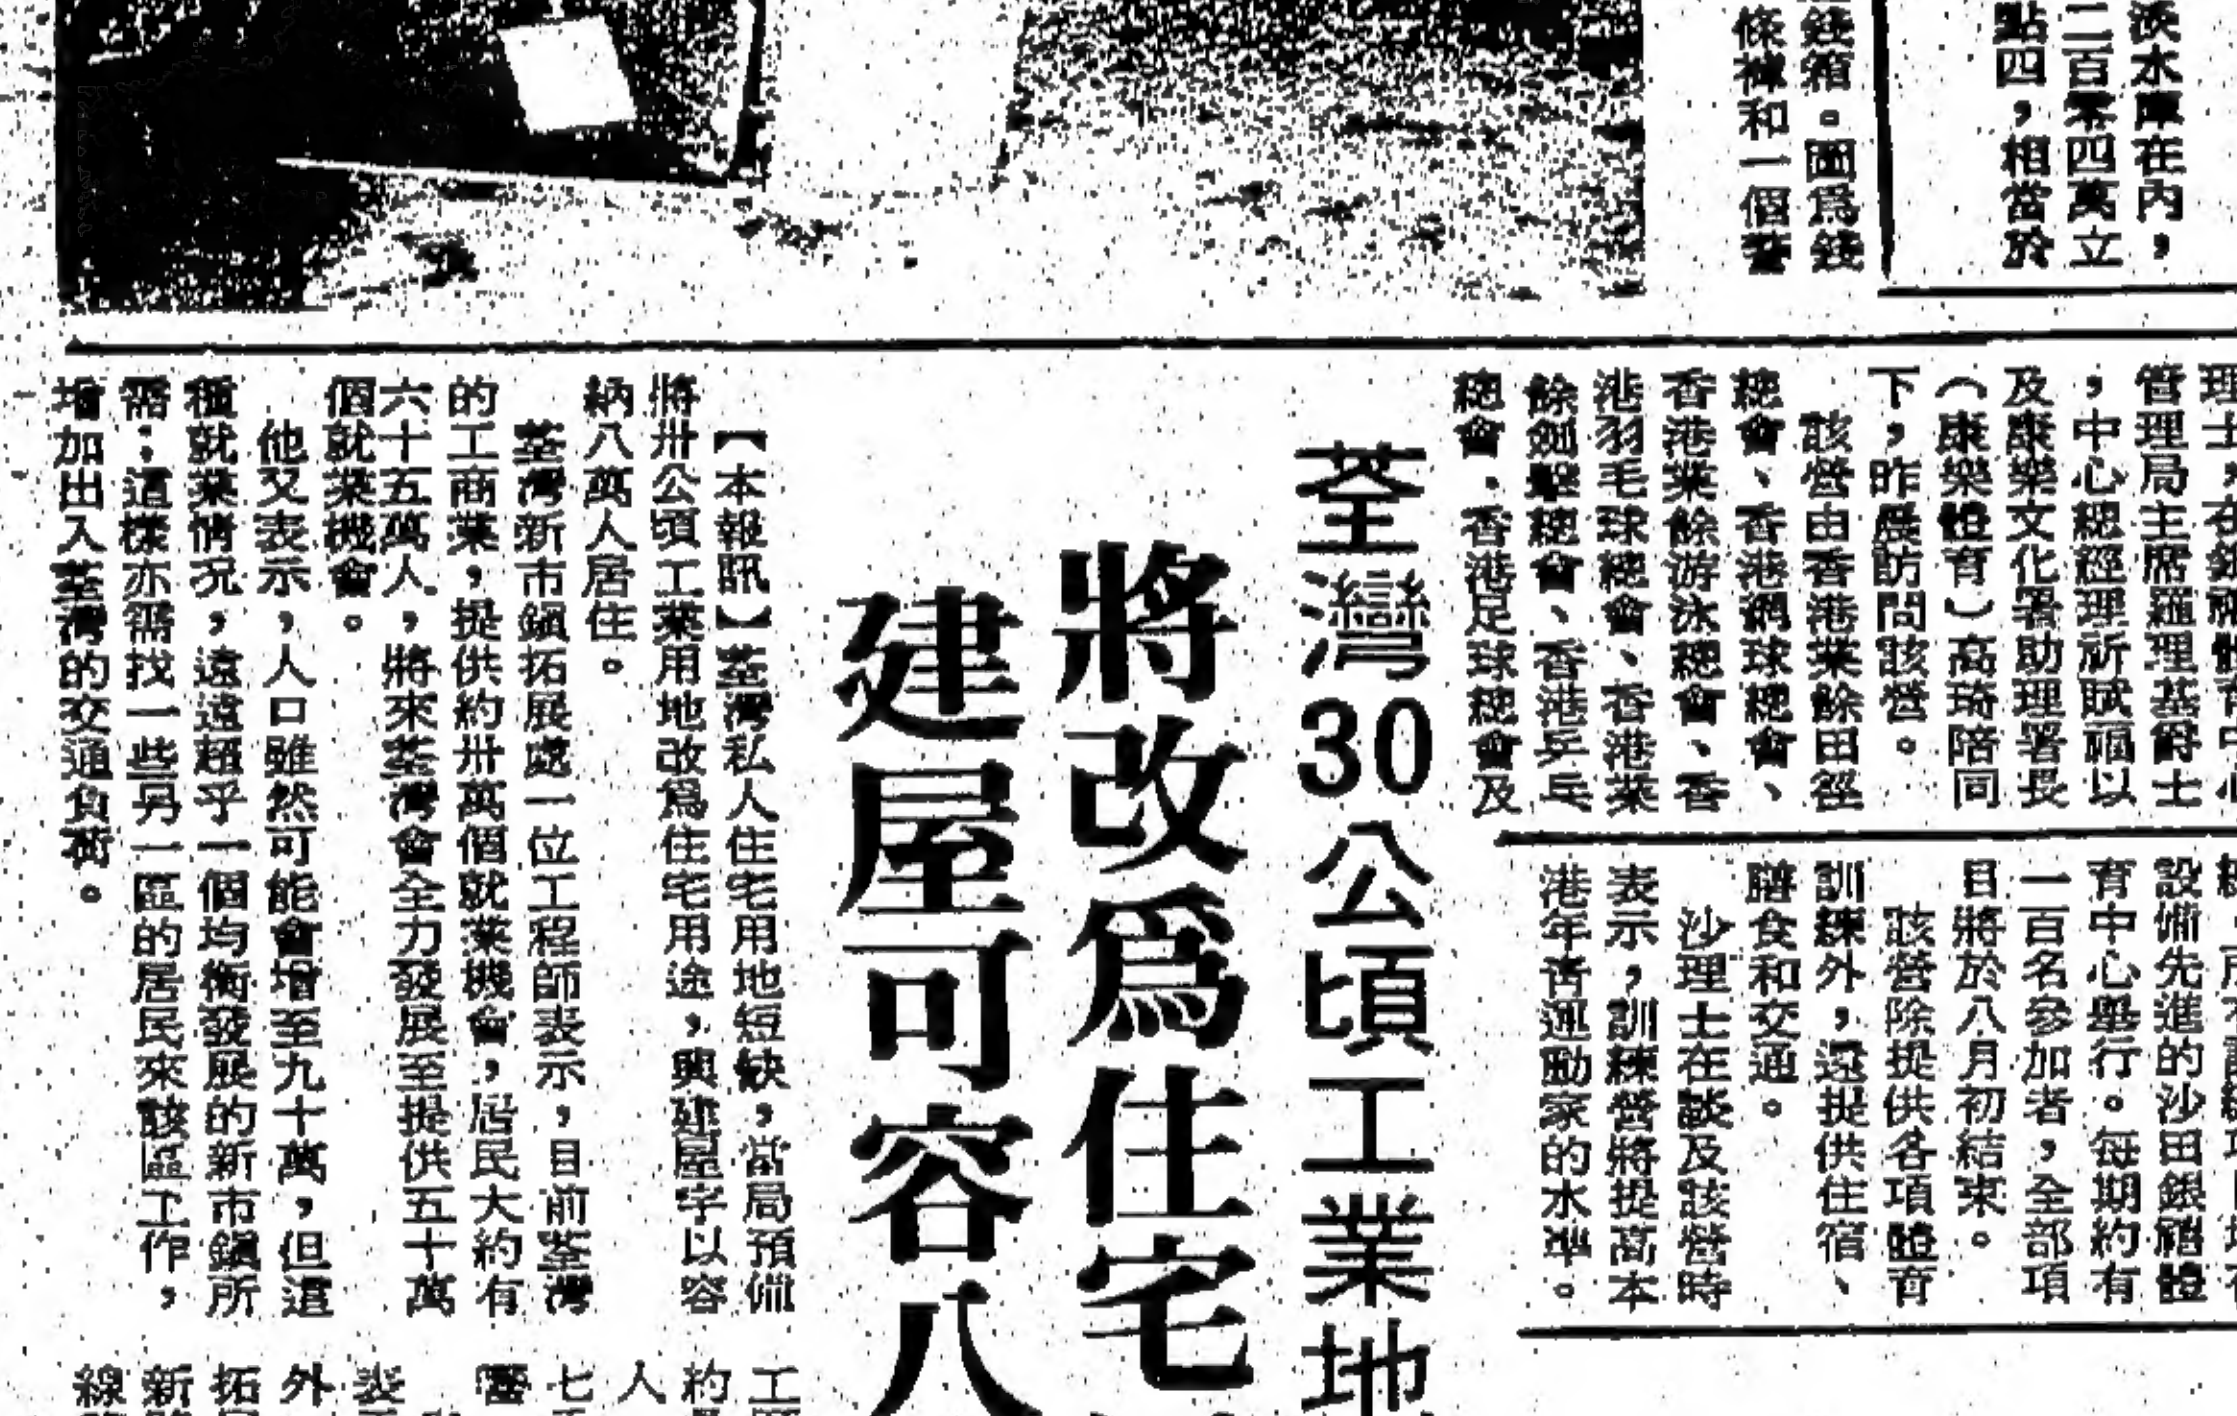 淡水庫在內，
二百零四萬立
點四，相當於
錢箱。圖爲錢
條褲和一個
管理局主席羅理基爵士
，中心總經理祈賦福以
及康樂文化署助理署長
（康樂體育）高琦陪同
下，昨晨訪問該營。
該營由香港業餘田徑
總會、香港網球總會、
香港業餘游泳總會、香
港羽毛球總會、香港業
餘劍擊總會、香港乒乓
總會．香港足球總會及
設備先進的沙田銀禧體
育中心舉行。每期約有
一百名參加者，全部項
目將於八月初結束。
該營除提供各項體育
訓練外，還提供住宿、
膳食和交通。
沙理士在談及該營時
表示，訓練營將提高本
港年青運動家的水準。
荃灣30公頃工業地
將改爲住宅
建屋可容八
【本報訊】荃灣私人住宅用地短缺，當局預備
將卅公頃工業用地改爲住宅用途，興建屋宇以容
納八萬人居住。
荃灣新市鎭拓展處一位工程師表示，目前荃灣
的工商業，提供約卅萬個就業機會，居民大約有
六十五萬人，將來荃灣會全力發展至提供五十萬
個就業機會。
他又表示，人口雖然可能會增至九十萬，但這
種就業情況，遠遠超乎一個均衡發展的新市鎭所
需；這樣亦需找一些另一區的居民來該區工作，
增加出入荃灣的交通負荷。
工
約
人
七
醫
表
外
拓
新
線